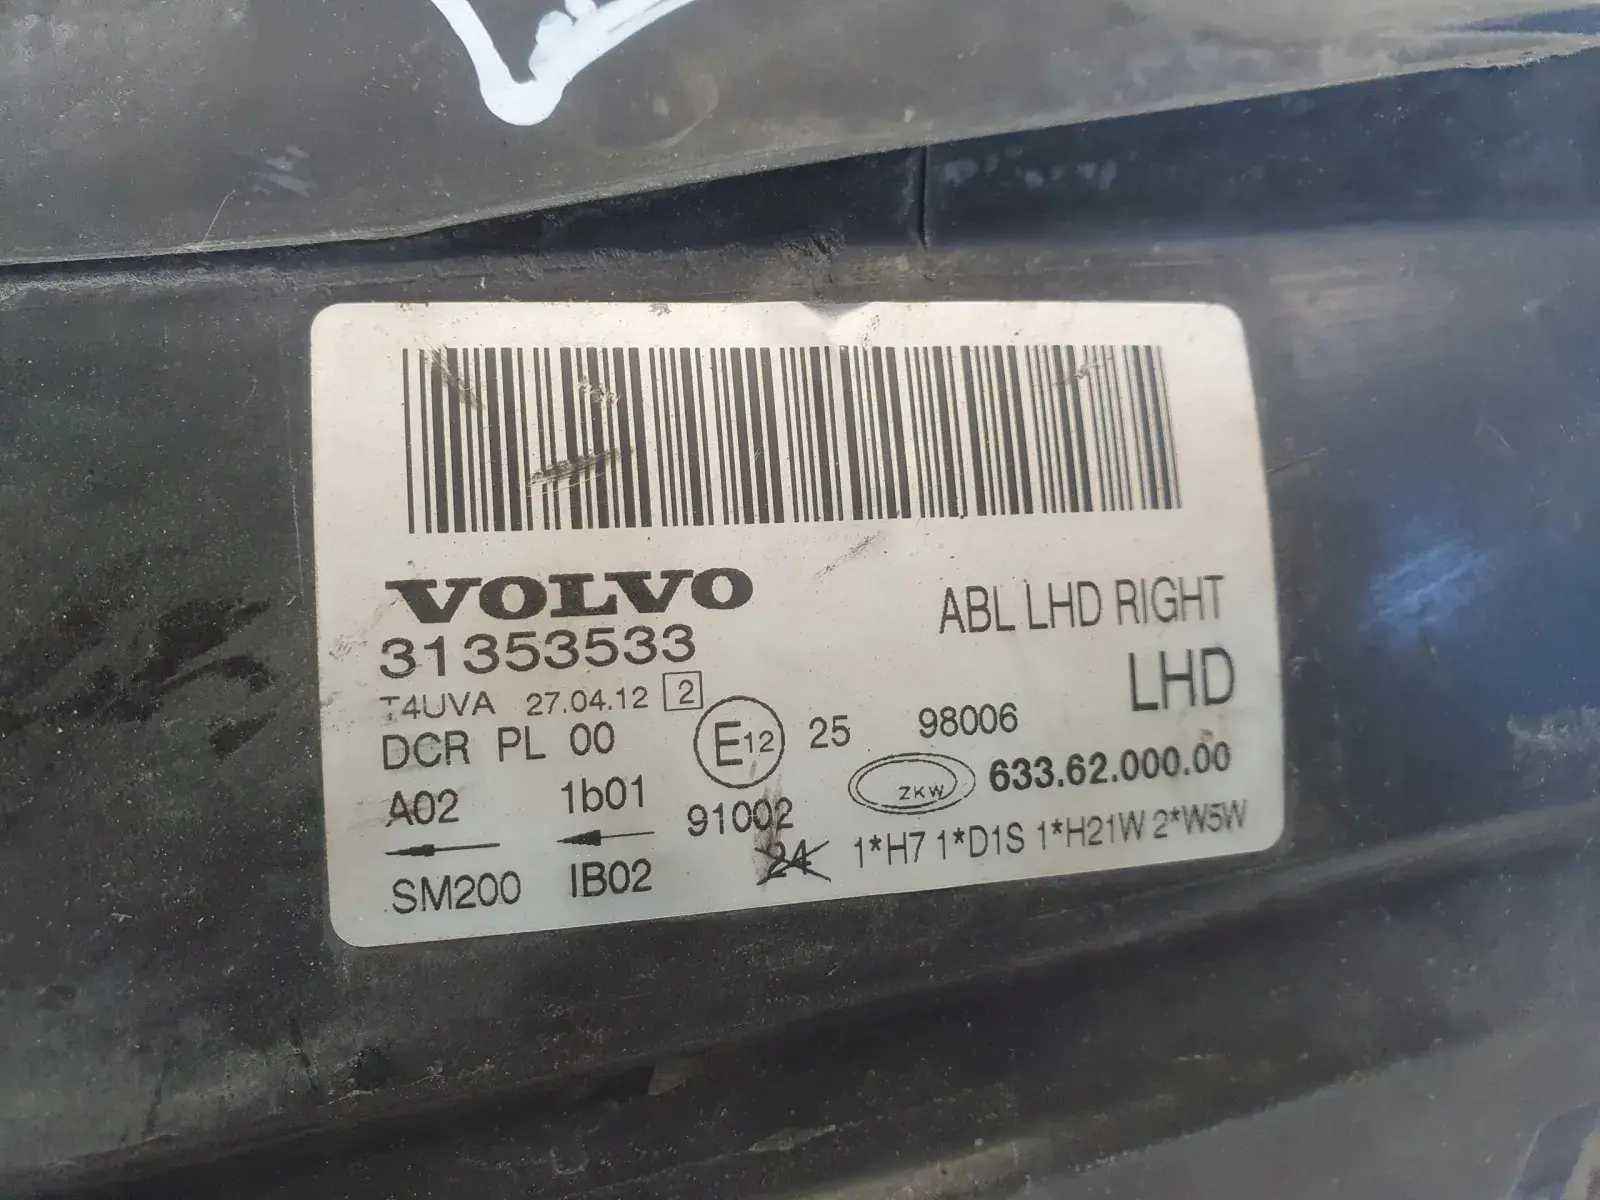 VOLVO
31353533
ABL LHD RIGHT
LHD
T4UVA 27.04.12 2
DCR PL 00 E12 25 98006
A02 1b01 91002 ZKW 633.62.000.00
SM200 IB02 24 1*H7 1*D1S 1*H21W 2*W5W